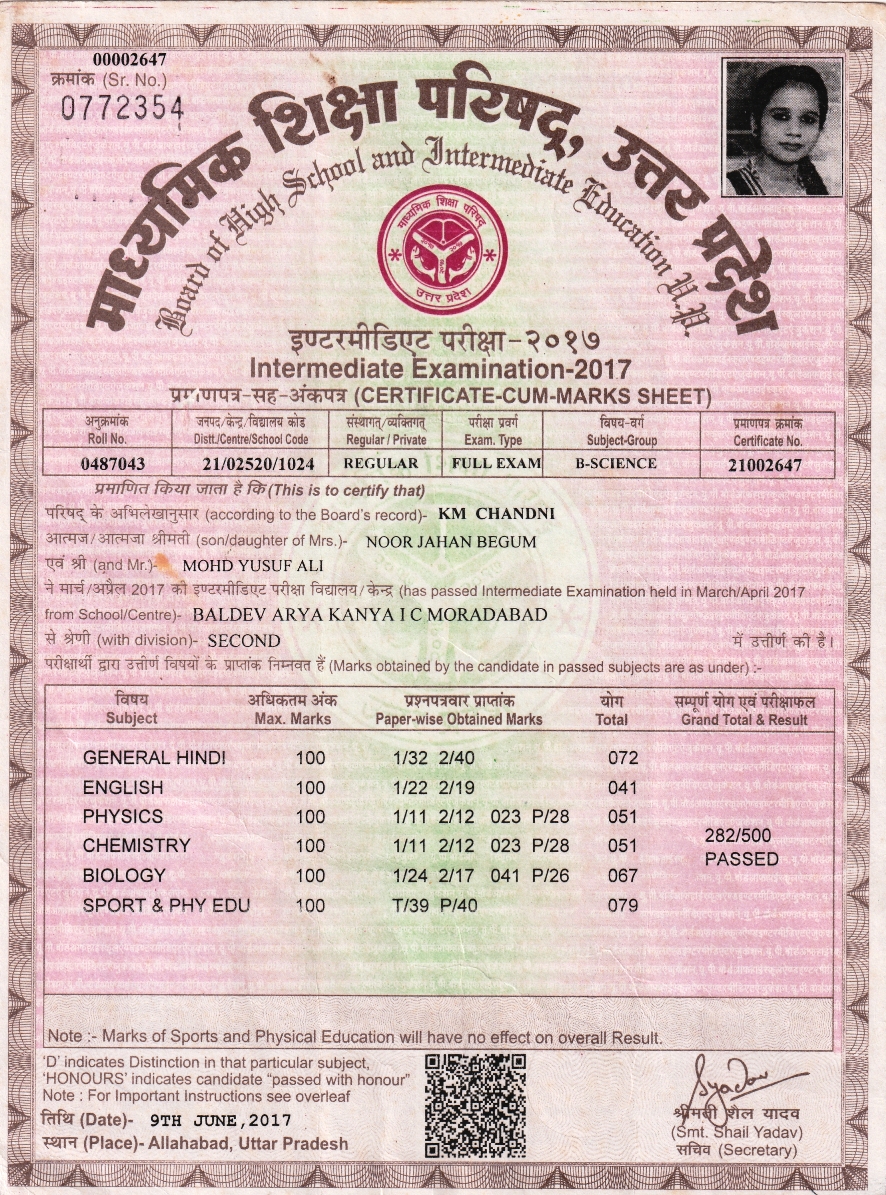 00002647
क्रमांक (Sr. No.)
0772354
माध्यमिक शिक्षा परिषद्, उत्तर प्रदेश
Board of High School and Intermediate Education U.P.
माध्यमिक शिक्षा परिषद्
उत्तर प्रदेश
इण्टरमीडिएट परीक्षा-२०१७
Intermediate Examination-2017
प्रमाणपत्र-सह-अंकपत्र (CERTIFICATE-CUM-MARKS SHEET)
अनुक्रमांक जनपद/केन्द्र/विद्यालय कोड संस्थागत्/व्यक्तिगत् परीक्षा प्रवर्ग विषय-वर्ग प्रमाणपत्र क्रमांक
Roll No. Distt./Centre/School Code Regular / Private Exam. Type Subject-Group Certificate No.
0487043 21/02520/1024 REGULAR FULL EXAM B-SCIENCE 21002647
प्रमाणित किया जाता है कि (This is to certify that)
परिषद् के अभिलेखानुसार (according to the Board's record)- KM CHANDNI
आत्मज/आत्मजा श्रीमती (son/daughter of Mrs.)- NOOR JAHAN BEGUM
एवं श्री (and Mr.)- MOHD YUSUF ALI
ने मार्च/अप्रैल 2017 की इण्टरमीडिएट परीक्षा विद्यालय/केन्द्र (has passed Intermediate Examination held in March/April 2017
from School/Centre)- BALDEV ARYA KANYA I C MORADABAD
से श्रेणी (with division)- SECOND में उत्तीर्ण की है।
परीक्षार्थी द्वारा उत्तीर्ण विषयों के प्राप्तांक निम्नवत हैं (Marks obtained by the candidate in passed subjects are as under) :-
विषय अधिकतम अंक प्रश्नपत्रवार प्राप्तांक योग सम्पूर्ण योग एवं परीक्षाफल
Subject Max. Marks Paper-wise Obtained Marks Total Grand Total & Result
GENERAL HINDI 100 1/32 2/40 072
ENGLISH 100 1/22 2/19 041
PHYSICS 100 1/11 2/12 023 P/28 051
282/500
CHEMISTRY 100 1/11 2/12 023 P/28 051
PASSED
BIOLOGY 100 1/24 2/17 041 P/26 067
SPORT & PHY EDU 100 T/39 P/40 079
Note :- Marks of Sports and Physical Education will have no effect on overall Result.
'D' indicates Distinction in that particular subject,
'HONOURS' indicates candidate "passed with honour"
Note : For Important Instructions see overleaf
तिथि (Date)- 9TH JUNE,2017
स्थान (Place)- Allahabad, Uttar Pradesh
Syadav
श्रीमती शैल यादव
(Smt. Shail Yadav)
सचिव (Secretary)